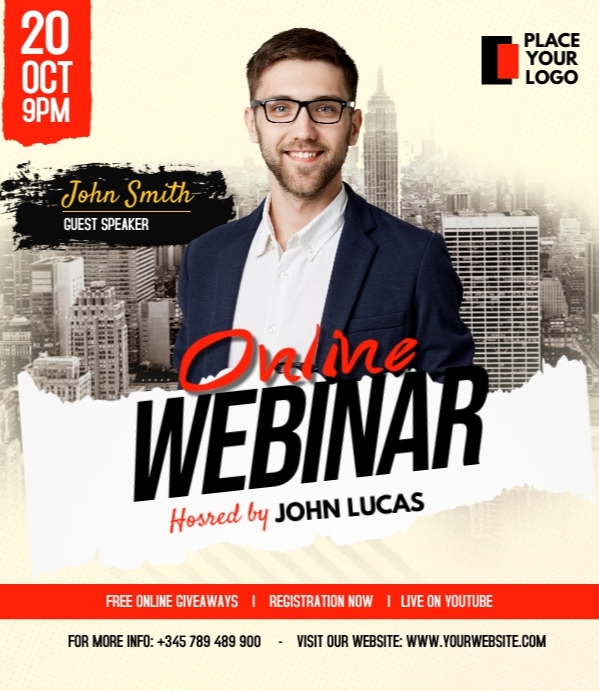 20
OCT
9PM
PLACE
YOUR
LOGO
John Smith
GUEST SPEAKER
Online
WEBINAR
Hosred by JOHN LUCAS
FREE ONLINE GIVEAWAYS | REGISTRATION NOW | LIVE ON YOUTUBE
FOR MORE INFO: +345 789 489 900 - VISIT OUR WEBSITE: WWW.YOURWEBSITE.COM